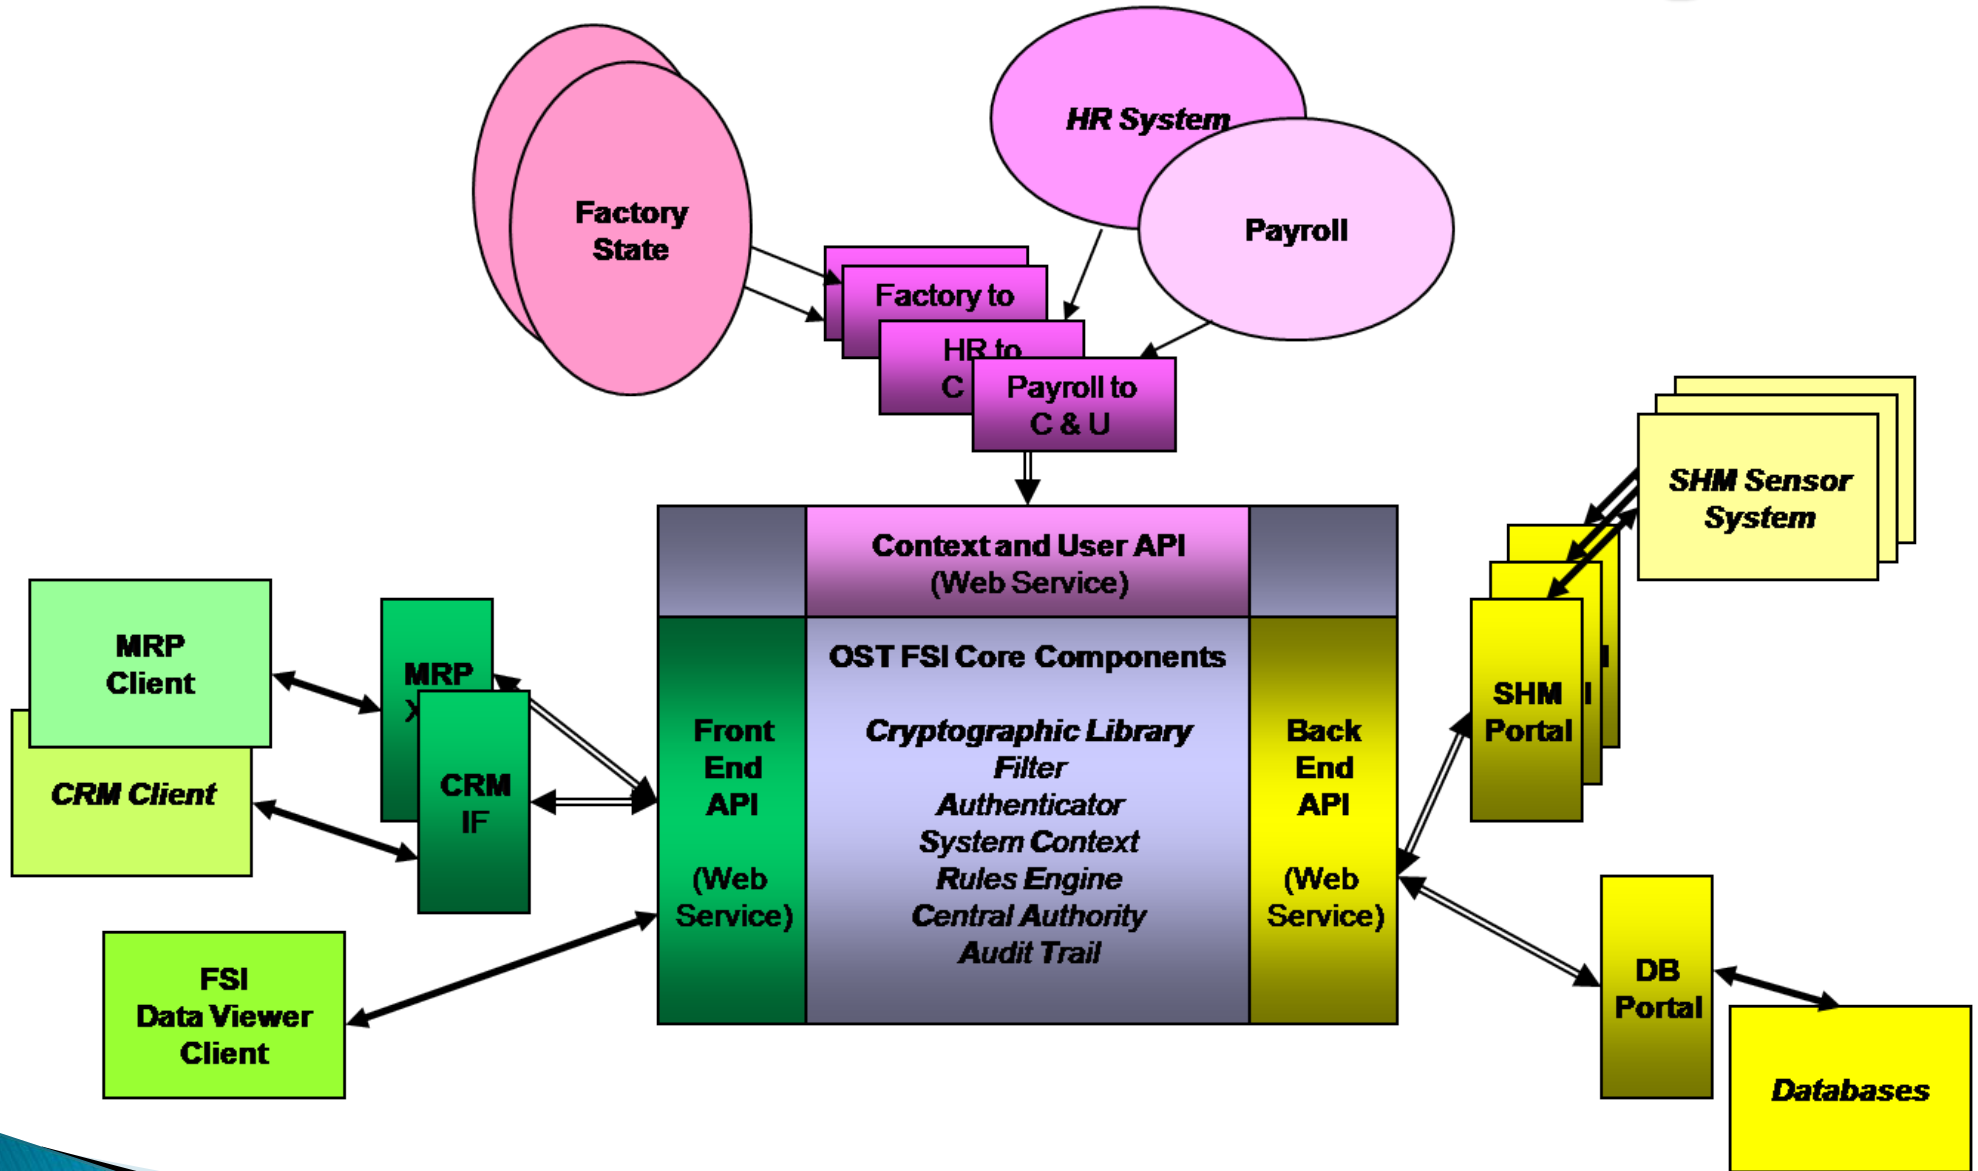 HR System
Payroll
Factory
State
Factory to
HR to
C
Payroll to
C & U
SHM Sensor
System
Context and User API
(Web Service)
MRP
Client
CRM Client
MRP
X
CRM
IF
Front
End
API
(Web
Service)
OST FSI Core Components
Cryptographic Library
Filter
Authenticator
System Context
Rules Engine
Central Authority
Audit Trail
Back
End
API
(Web
Service)
SHM
Portal
FSI
Data Viewer
Client
DB
Portal
Databases